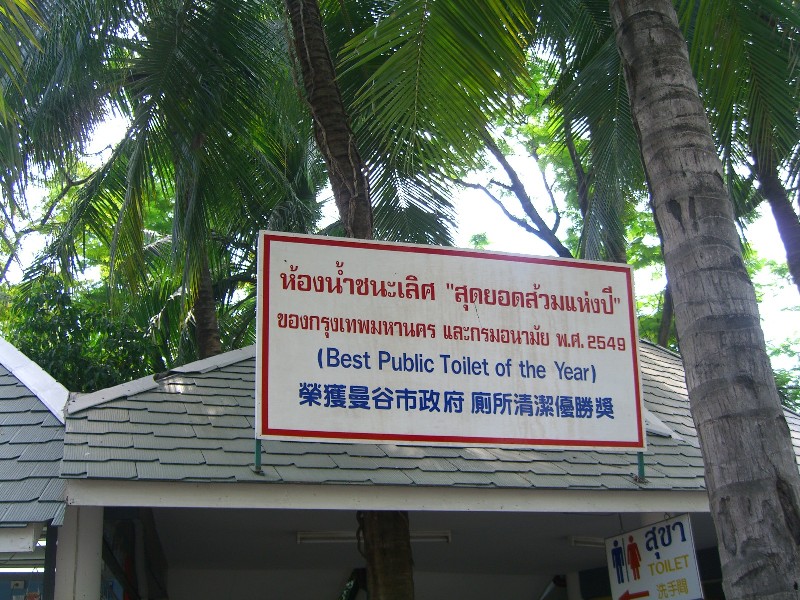 ห้องน้ำชนะเลิศ "สุดยอดส้วมแห่งปี"
ของกรุงเทพมหานคร และกรมอนามัย พ.ศ. 2549
(Best Public Toilet of the Year)
榮獲曼谷市政府 厠所清潔優勝獎
สุขา
TOILET
洗手間